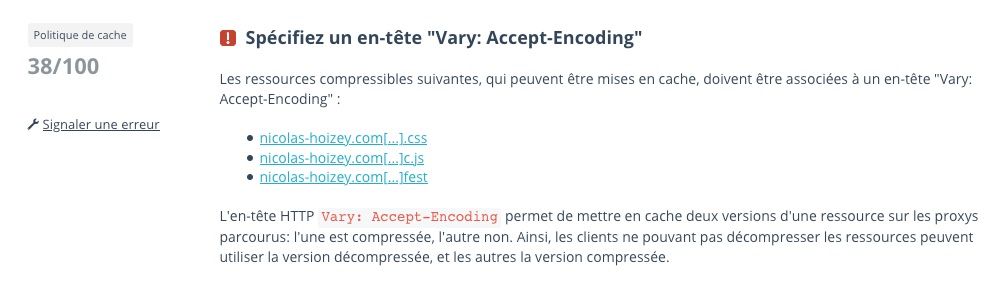 Politique de cache
38/100
Signaler une erreur
Spécifiez un en-tête "Vary: Accept-Encoding"
Les ressources compressibles suivantes, qui peuvent être mises en cache, doivent être associées à un en-tête "Vary:
Accept-Encoding" :
nicolas-hoizey.com[...].css
nicolas-hoizey.com[...]c.js
nicolas-hoizey.com[...]fest
L'en-tête HTTP Vary: Accept-Encoding permet de mettre en cache deux versions d'une ressource sur les proxys
parcourus: l'une est compressée, l'autre non. Ainsi, les clients ne pouvant pas décompresser les ressources peuvent
utiliser la version décompressée, et les autres la version compressée.